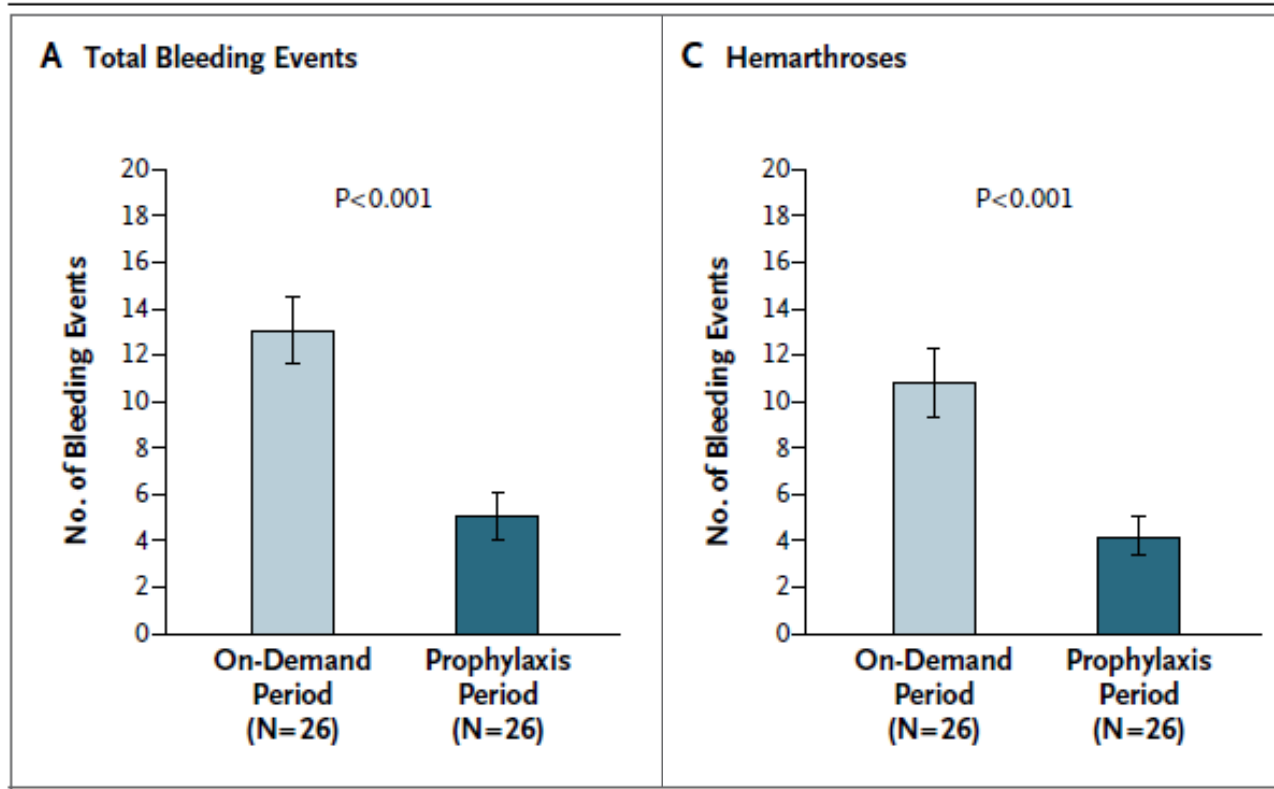 A Total Bleeding Events
No. of Bleeding Events
20
18
16
14
12
10
8
6
4
2
0
P<0.001
On-Demand
Period
(N=26)
Prophylaxis
Period
(N=26)
C Hemarthroses
No. of Bleeding Events
20
18
16
14
12
10
8
6
4
2
0
P<0.001
On-Demand
Period
(N=26)
Prophylaxis
Period
(N=26)